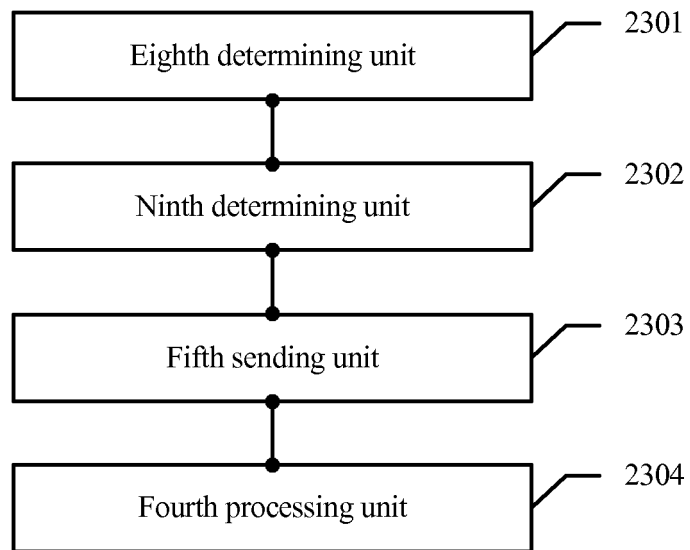 2301
Eighth determining unit
2302
Ninth determining unit
2303
Fifth sending unit
2304
Fourth processing unit